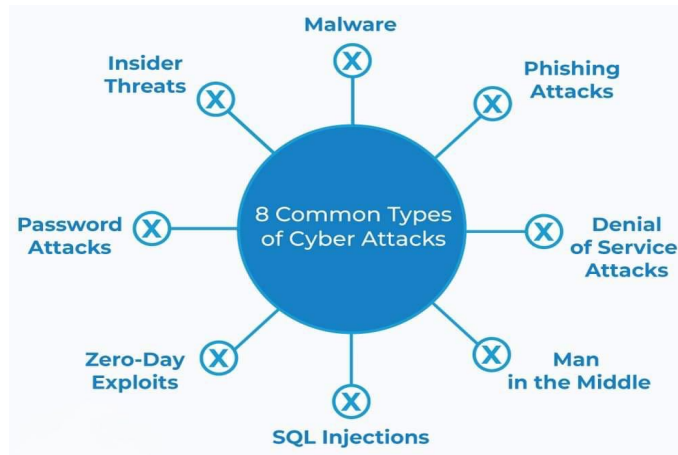 Malware
Phishing
Attacks
Denial
of Service
Attacks
Man
in the Middle
SQL Injections
Zero-Day
Exploits
Password
Attacks
Insider
Threats
8 Common Types
of Cyber Attacks
X
X
X
X
X
X
X
X